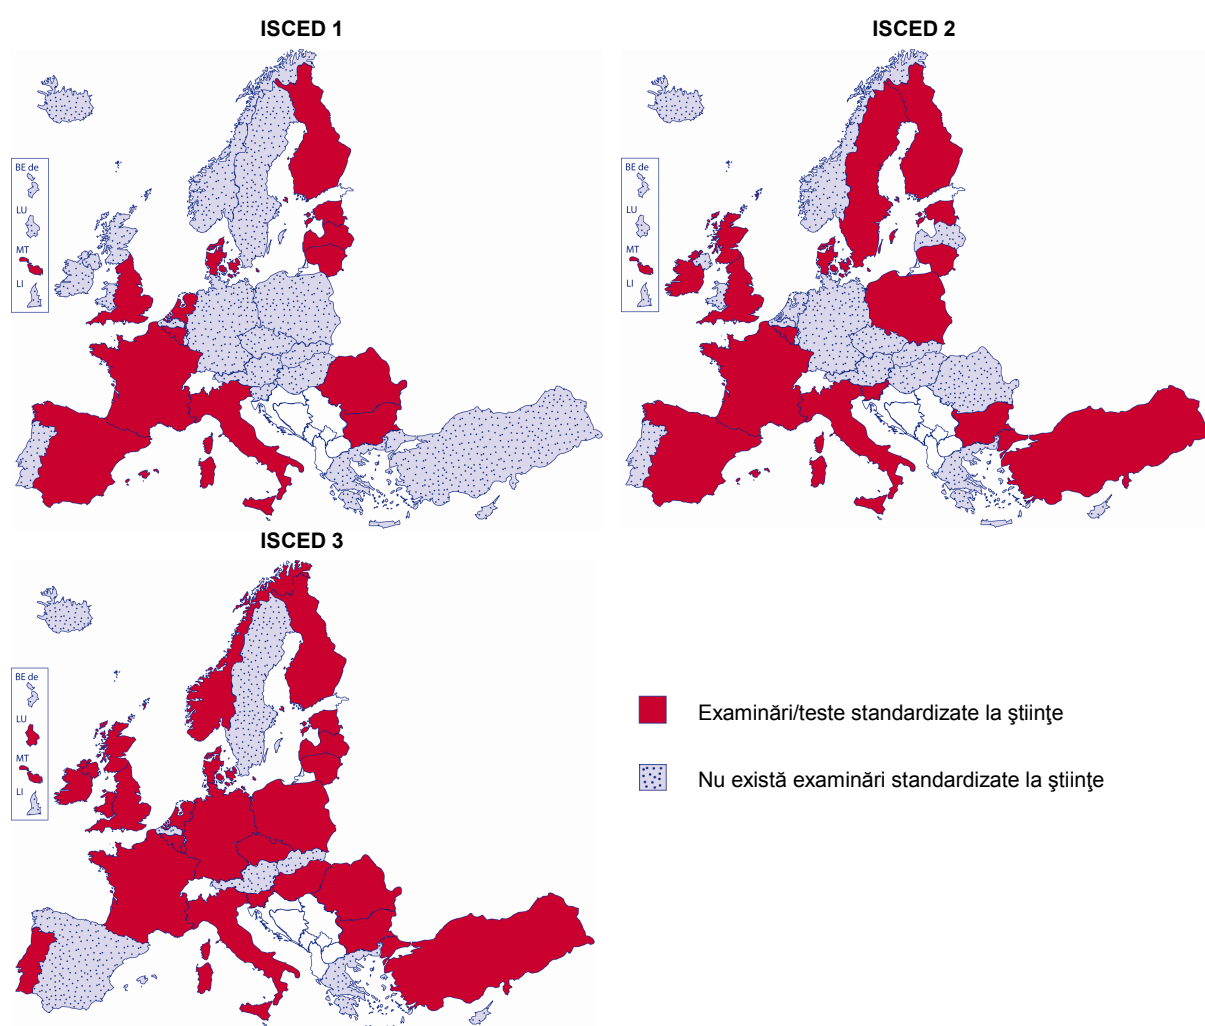 ISCED 1
ISCED 2
BE de
LU
MT
LI
BE de
LU
MT
LI
ISCED 3
BE de
LU
MT
LI
Examinări/teste standardizate la ştiinţe
Nu există examinări standardizate la ştiinţe